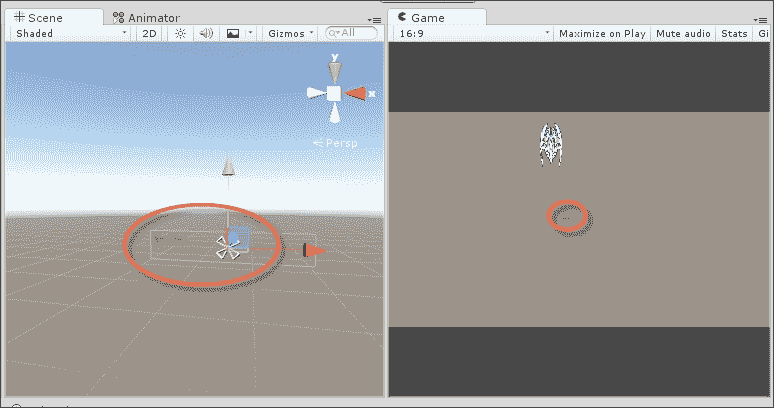 Scene Animator
Shaded 2D Gizmos All
y
x
Persp
Game
16:9 Maximize on Play Mute audio Stats Gi